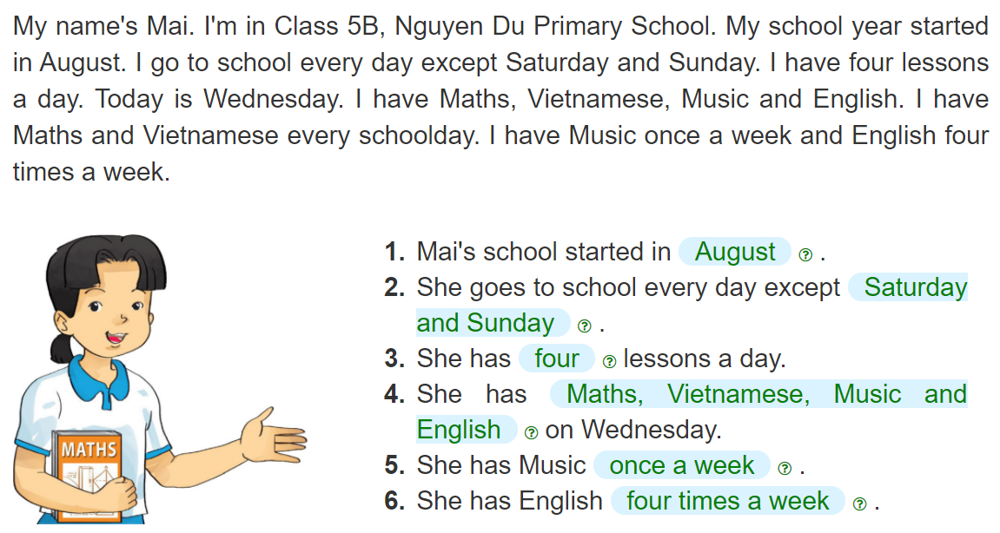 My name's Mai. I'm in Class 5B, Nguyen Du Primary School. My school year started
in August. I go to school every day except Saturday and Sunday. I have four lessons
a day. Today is Wednesday. I have Maths, Vietnamese, Music and English. I have
Maths and Vietnamese every schoolday. I have Music once a week and English four
times a week.
1. Mai's school started in August ? .
2. She goes to school every day except Saturday
and Sunday ? .
3. She has four ? lessons a day.
4. She has Maths, Vietnamese, Music and
English ? on Wednesday.
5. She has Music once a week ? .
6. She has English four times a week ? .
MATHS